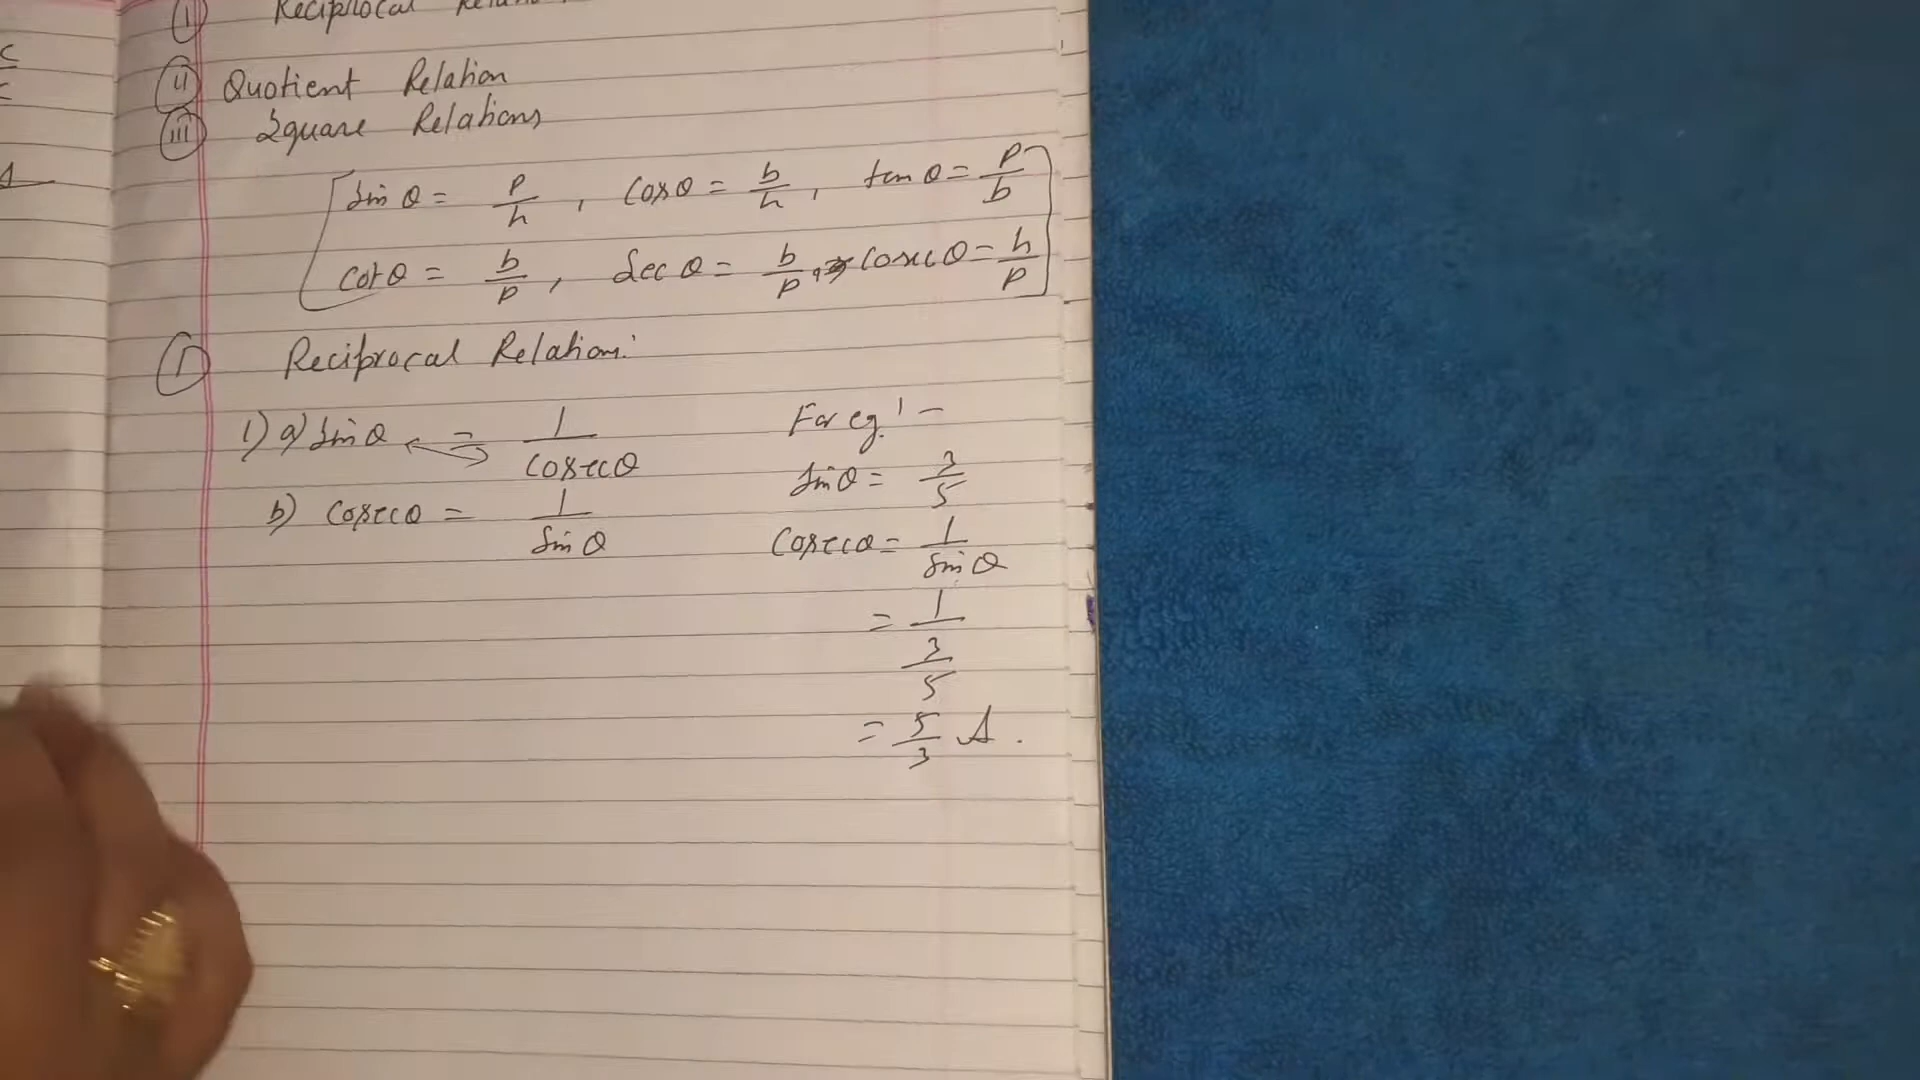 (I) Reciprocal
(II) Quotient Relation
(III) Square Relations
Sin θ = p/h , Cos θ = b/h , tan θ = p/b
Cot θ = b/p , Sec θ = b/p , Cosec θ = h/p
(I) Reciprocal Relation:
1) a) Sin θ = 1/Cosec θ
b) Cosec θ = 1/Sin θ
For eg! -
Sin θ = 3/5
Cosec θ = 1/Sin θ
= 1/(3/5)
= 5/3